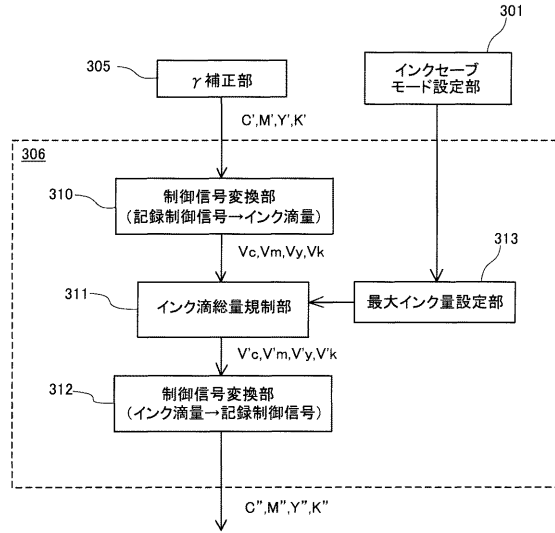 301
305
γ補正部
インクセーブ
モード設定部
C',M',Y',K'
306
310
制御信号変換部
(記録制御信号→インク滴量)
Vc,Vm,Vy,Vk
313
311
インク滴総量規制部
最大インク量設定部
V'c,V'm,V'y,V'k
312
制御信号変換部
(インク滴量→記録制御信号)
C",M",Y",K"